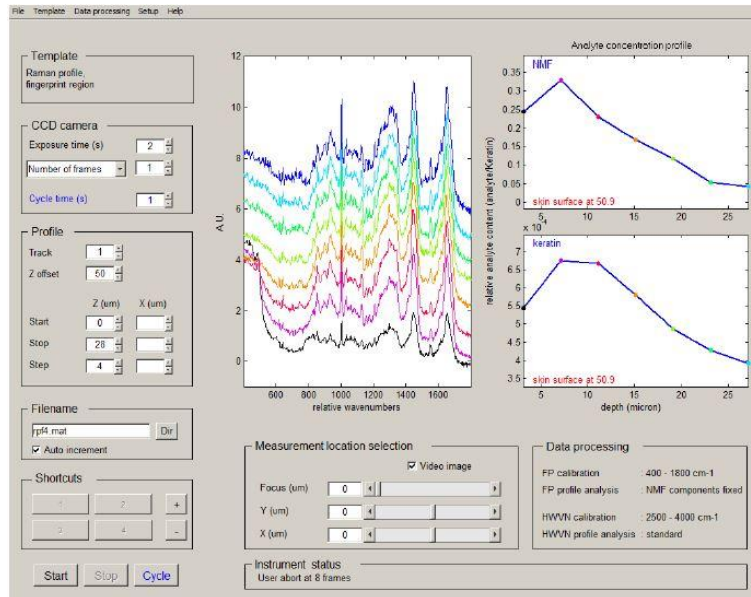 File Template Data processing Setup Help
Template
Raman profile,
fingerprint region
CCD camera
Exposure time (s) 2
Number of frames 1
Cycle time (s) 1
Profile
Track 1
Z offset 50
Z (um) X (um)
Start 0
Stop 28
Step 4
Filename
rpf4.mat Dir
Auto increment
Shortcuts
1 2 +
3 4 -
Start Stop Cycle
12
10
8
6
4
2
0
A.U.
600 800 1000 1200 1400 1600
relative wavenumbers
Analyte concentration profile
NMF
0.35
0.3
0.25
0.2
0.15
0.1
0.05
0
skin surface at 50.9
5 10 15 20 25
relative analyte content (analyte/Keratin)
x 10^4
keratin
7
6.5
6
5.5
5
4.5
4
3.5
skin surface at 50.9
5 10 15 20 25
depth (micron)
Measurement location selection
Video image
Focus (um) 0
Y (um) 0
X (um) 0
Data processing
FP calibration : 400 - 1800 cm-1
FP profile analysis : NMF components fixed
HWVN calibration : 2500 - 4000 cm-1
HWVN profile analysis : standard
Instrument status
User abort at 8 frames